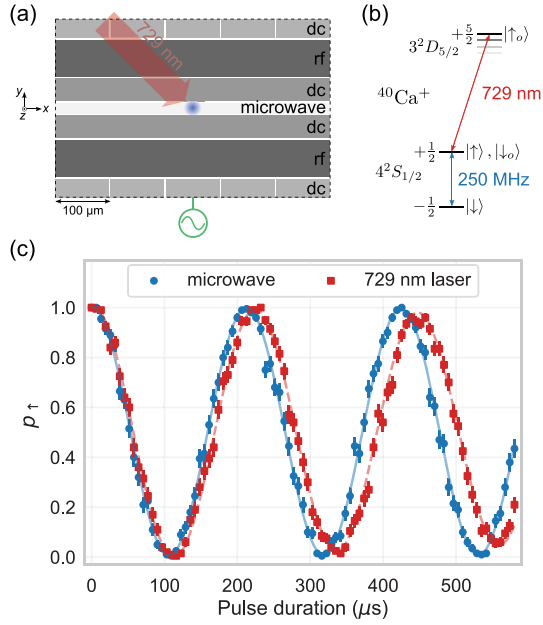 (a)
dc
rf
729 nm
dc
microwave
dc
rf
dc
y
z
x
100 μm
(b)
+5/2
3²D₅/₂
|↑ₒ⟩
⁴⁰Ca⁺
729 nm
+1/2
|↑⟩, |↓ₒ⟩
4²S₁/₂
250 MHz
−1/2
|↓⟩
(c)
microwave
729 nm laser
1.0
0.8
0.6
0.4
0.2
0.0
p↑
0
100
200
300
400
500
Pulse duration (μs)